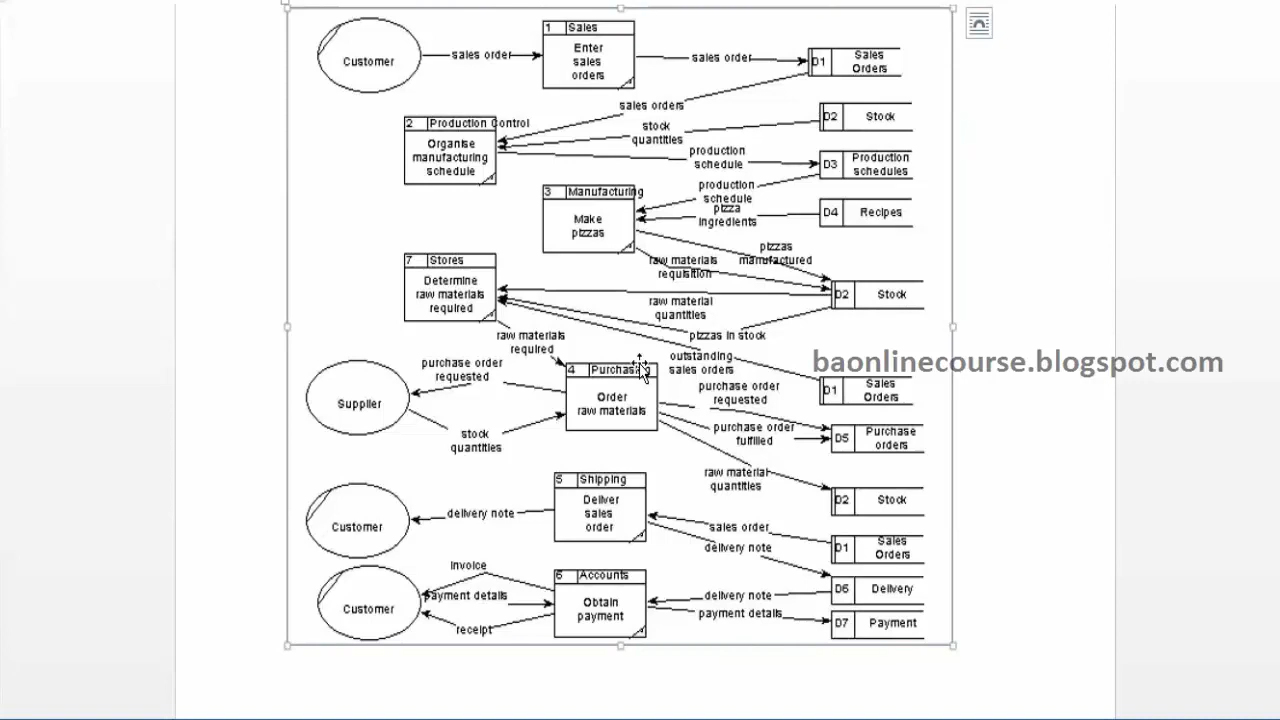 1 Sales
Customer
sales order
Enter
sales
orders
sales order
D1
Sales
Orders
sales orders
2 Production Control
Organise
manufacturing
schedule
stock
quantities
D2
Stock
production
schedule
D3
Production
schedules
3 Manufacturing
Make
pizzas
production
schedule
pizza
ingredients
D4
Recipes
pizzas
manufactured
raw materials
requisition
7 Stores
Determine
raw materials
required
D2
Stock
raw material
quantities
pizzas in stock
raw materials
required
outstanding
sales orders
baonlinecourse.blogspot.com
D1
Sales
Orders
purchase order
requested
4
Order
raw materials
Supplier
stock
quantities
purchase order
requested
purchase order
fulfilled
D5
Purchase
orders
raw material
quantities
D2
Stock
5 Shipping
Deliver
sales
order
Customer
delivery note
sales order
D1
Sales
Orders
delivery note
D6
Delivery
6 Accounts
Obtain
payment
Customer
invoice
payment details
receipt
delivery note
payment details
D7
Payment